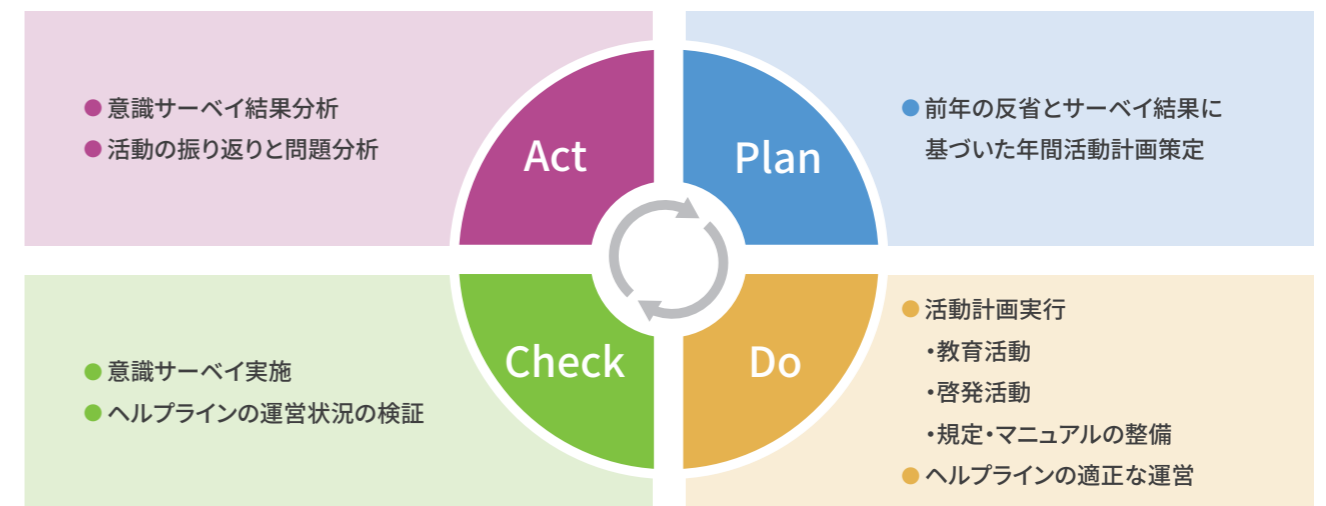 Act
● 意識サーベイ結果分析
● 活動の振り返りと問題分析
Plan
● 前年の反省とサーベイ結果に
基づいた年間活動計画策定
Check
● 意識サーベイ実施
● ヘルプラインの運営状況の検証
Do
● 活動計画実行
・教育活動
・啓発活動
・規定・マニュアルの整備
● ヘルプラインの適正な運営